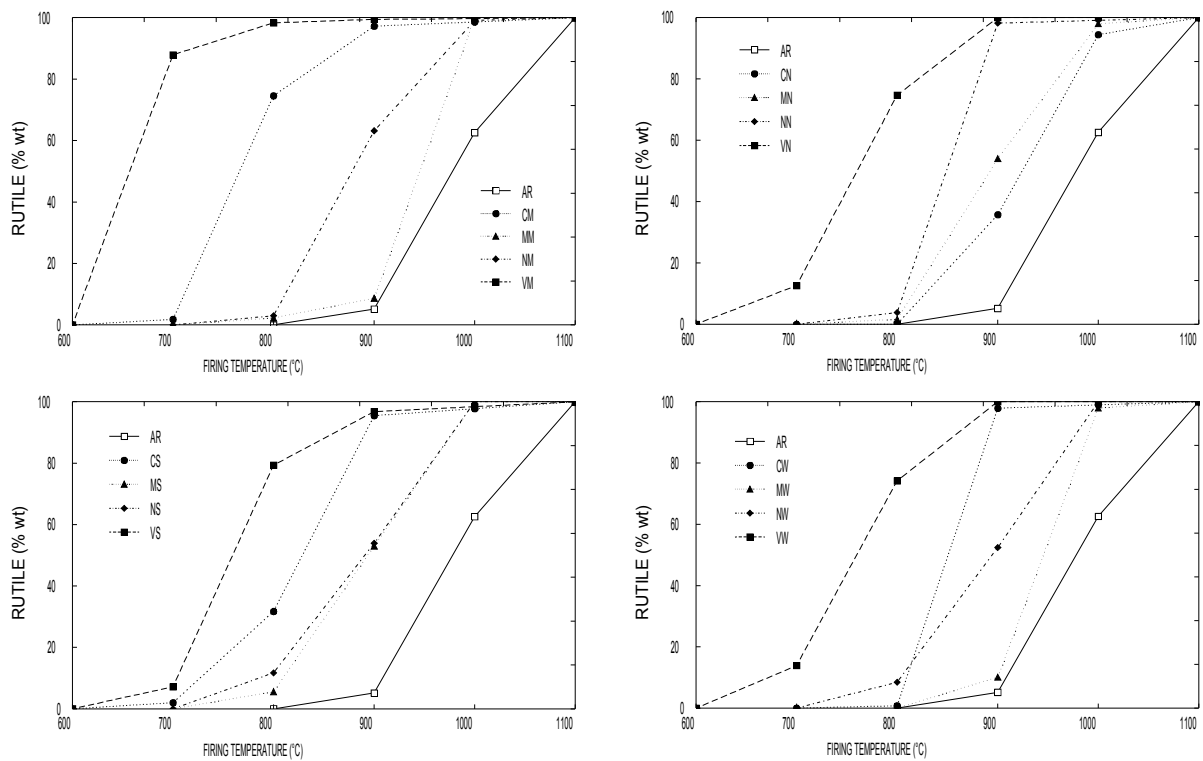 100
80
60
40
20
0
RUTILE (% wt)
AR
CM
MM
NM
VM
600 700 800 900 1000 1100
FIRING TEMPERATURE (°C)
100
80
60
40
20
0
RUTILE (% wt)
AR
CN
MN
NN
VN
600 700 800 900 1000 1100
FIRING TEMPERATURE (°C)
100
80
60
40
20
0
RUTILE (% wt)
AR
CS
MS
NS
VS
600 700 800 900 1000 1100
FIRING TEMPERATURE (°C)
100
80
60
40
20
0
RUTILE (% wt)
AR
CW
MW
NW
VW
600 700 800 900 1000 1100
FIRING TEMPERATURE (°C)